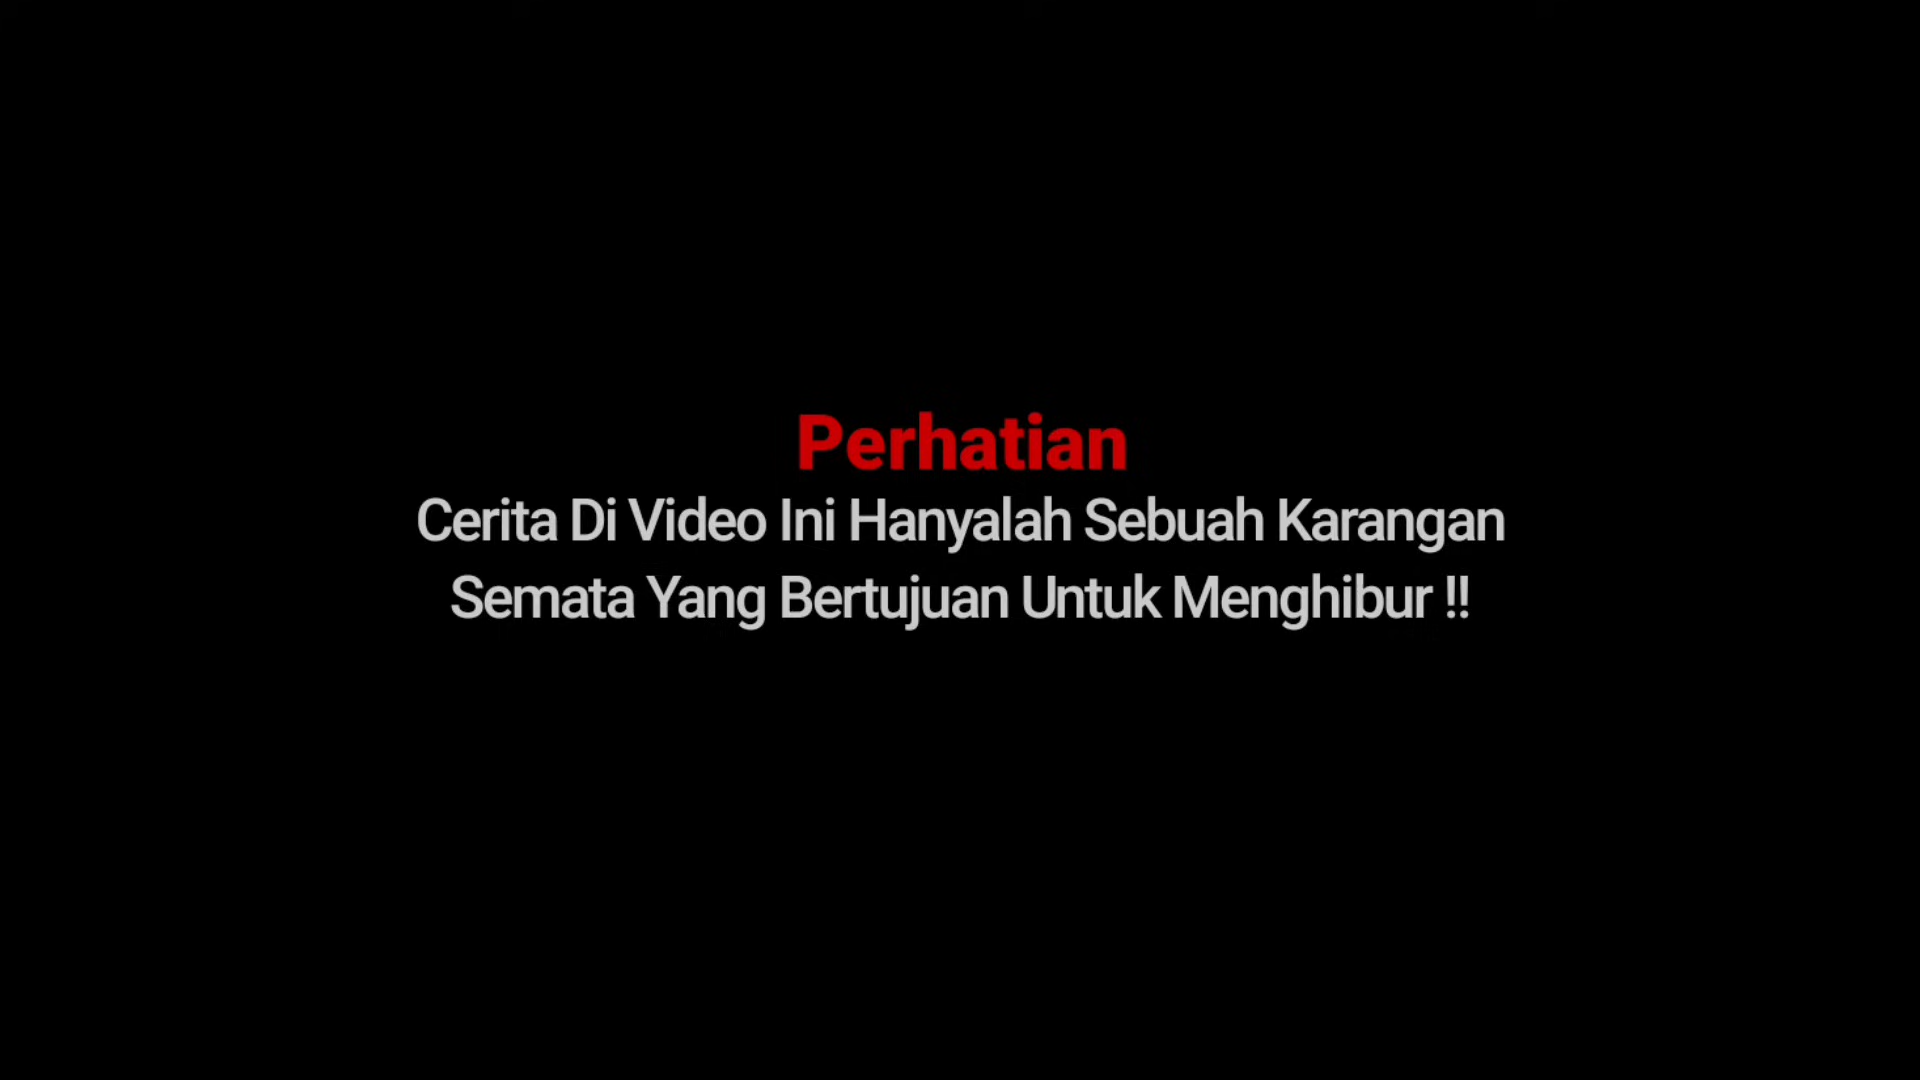 Perhatian
Cerita Di Video Ini Hanyalah Sebuah Karangan
Semata Yang Bertujuan Untuk Menghibur !!